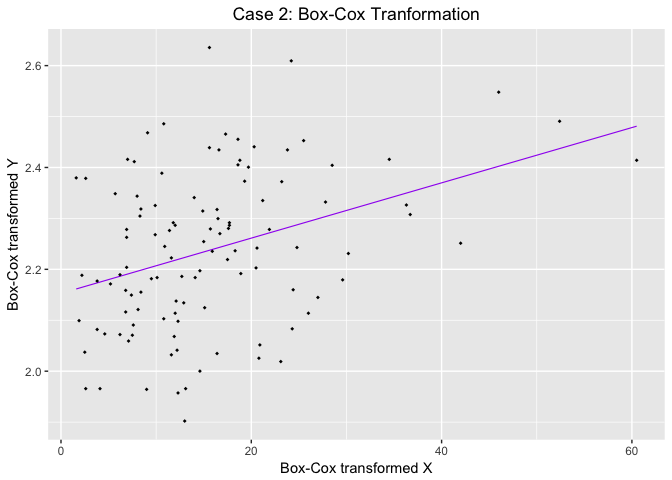 Case 2: Box-Cox Tranformation
2.6
2.4
2.2
2.0
Box-Cox transformed Y
0
20
40
60
Box-Cox transformed X